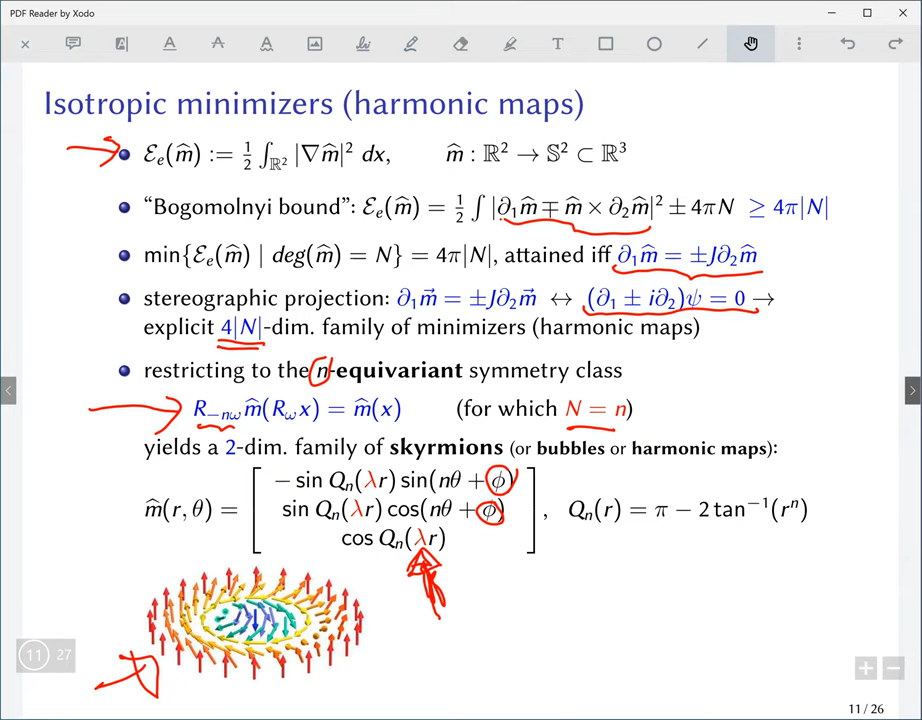 PDF Reader by Xodo
Isotropic minimizers (harmonic maps)
ℰₑ(m̂) := ½ ∫_{ℝ²} |∇m̂|² dx, m̂ : ℝ² → 𝕊² ⊂ ℝ³
“Bogomolnyi bound”: ℰₑ(m̂) = ½ ∫ |∂₁m̂ ∓ m̂ × ∂₂m̂|² ± 4πN ≥ 4π|N|
min{ℰₑ(m̂) | deg(m̂) = N} = 4π|N|, attained iff ∂₁m̂ = ±J∂₂m̂
stereographic projection: ∂₁m⃗ = ±J∂₂m⃗ ↔ (∂₁ ± i∂₂)ψ = 0 →
explicit 4|N|-dim. family of minimizers (harmonic maps)
restricting to the n-equivariant symmetry class
R_{−nω}m̂(R_ω x) = m̂(x) (for which N = n)
yields a 2-dim. family of skyrmions (or bubbles or harmonic maps):
− sin Qₙ(λr) sin(nθ + ϕ)
m̂(r, θ) = [ sin Qₙ(λr) cos(nθ + ϕ) ], Qₙ(r) = π − 2 tan⁻¹(rⁿ)
cos Qₙ(λr)
11 27
11 / 26